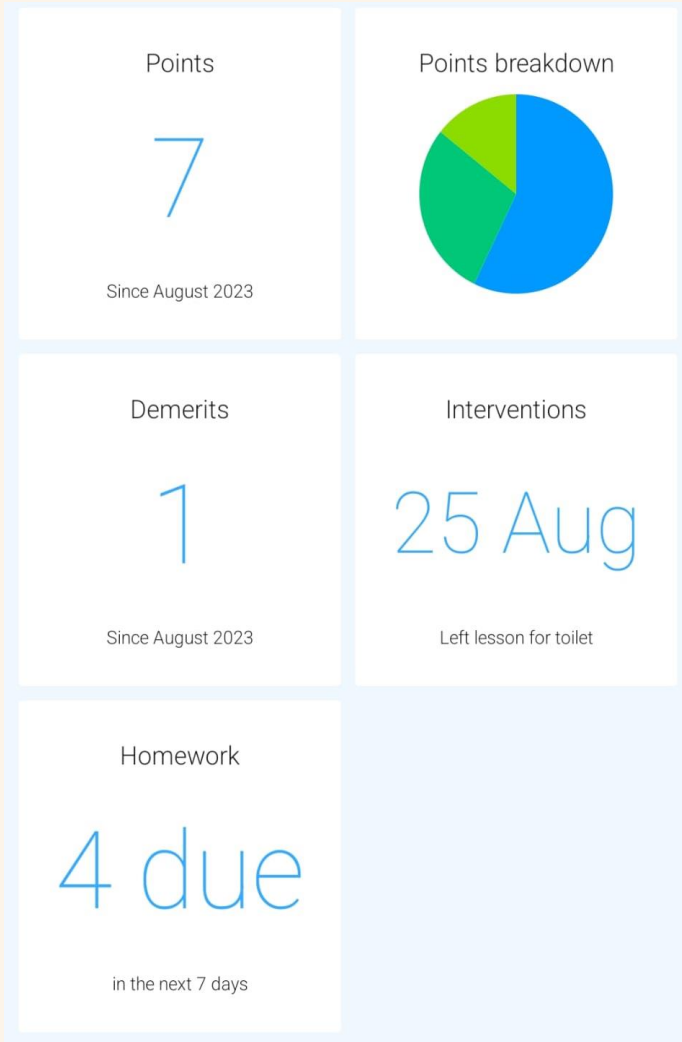 Points
7
Since August 2023
Points breakdown
Demerits
1
Since August 2023
Interventions
25 Aug
Left lesson for toilet
Homework
4 due
in the next 7 days